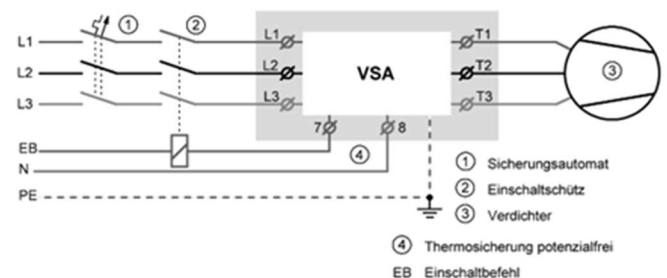 ① ②
L1 L1 T1
L2 L2 VSA T2 ③
L3 L3 T3
7 8
EB ④
N
PE
① Sicherungsautomat
② Einschaltschütz
③ Verdichter
④ Thermosicherung potenzialfrei
EB Einschaltbefehl